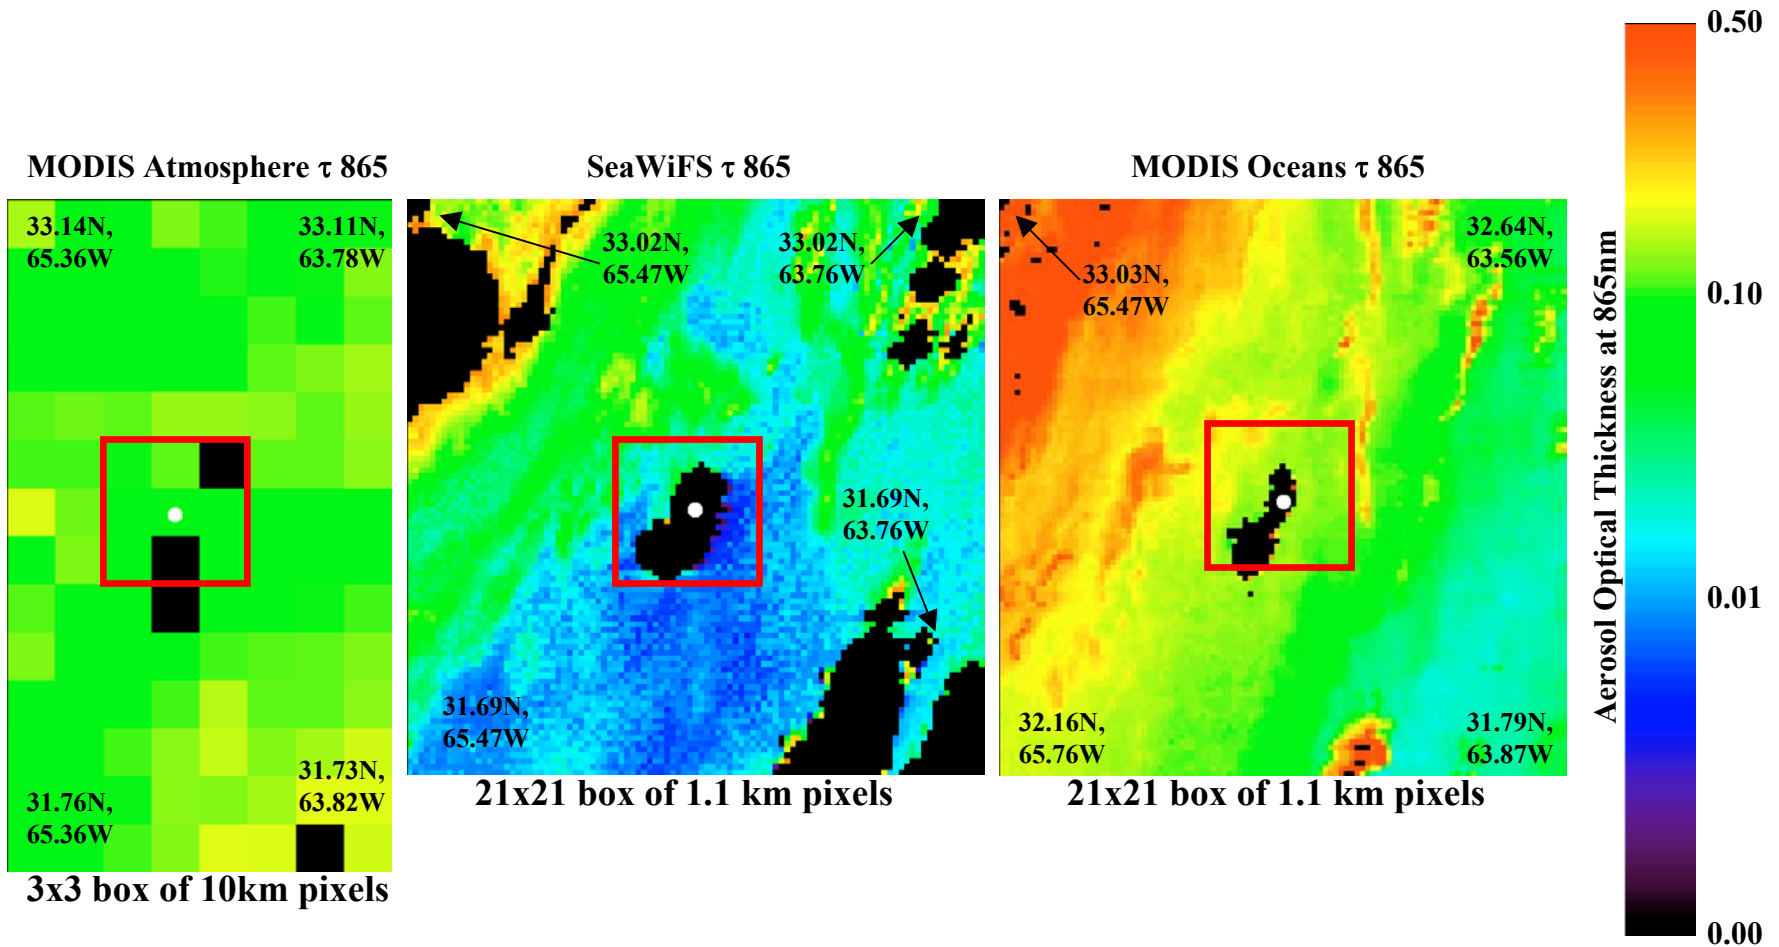 MODIS Atmosphere τ 865
33.14N,
65.36W
33.11N,
63.78W
31.76N,
65.36W
31.73N,
63.82W
3x3 box of 10km pixels
SeaWiFS τ 865
33.02N,
65.47W
33.02N,
63.76W
31.69N,
63.76W
31.69N,
65.47W
21x21 box of 1.1 km pixels
MODIS Oceans τ 865
33.03N,
65.47W
32.64N,
63.56W
32.16N,
65.76W
31.79N,
63.87W
21x21 box of 1.1 km pixels
Aerosol Optical Thickness at 865nm
0.50
0.10
0.01
0.00